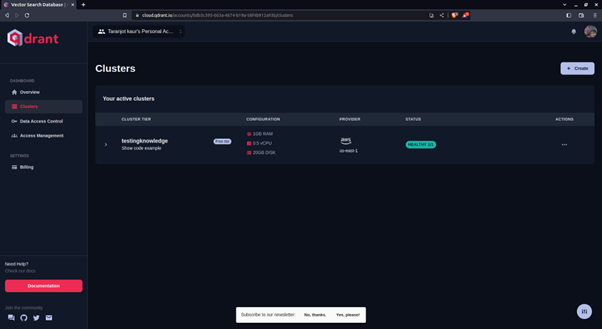 Vector Search Database |
cloud.qdrant.io
Taranjot kaur's Personal Ac...
qdrant
Clusters
Create
DASHBOARD
Overview
Your active clusters
Clusters
CLUSTER TIER
CONFIGURATION
PROVIDER
STATUS
ACTIONS
Data Access Control
Access Management
testingknowledge
Free tier
Show code example
1GB RAM
0.5 vCPU
20GB DISK
aws
us-east-1
HEALTHY 1/1
SETTINGS
Billing
Need Help?
Check our docs
Documentation
Join the community
Subscribe to our newsletter:
No, thanks.
Yes, please!